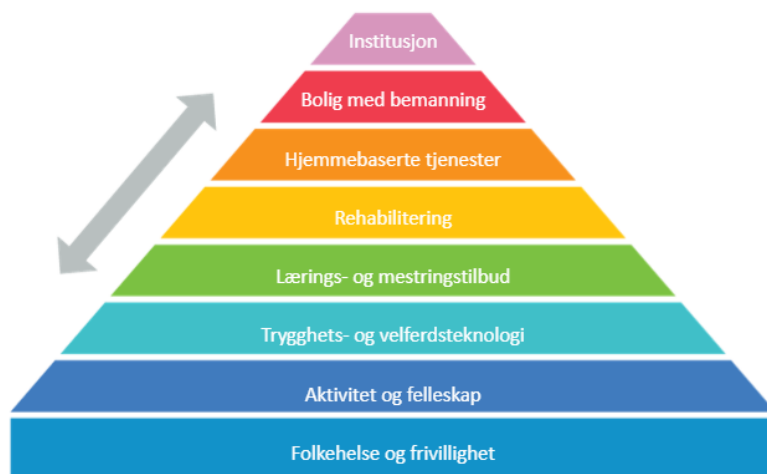 Institusjon
Bolig med bemanning
Hjemmebaserte tjenester
Rehabilitering
Lærings- og mestringstilbud
Trygghets- og velferdsteknologi
Aktivitet og felleskap
Folkehelse og frivillighet